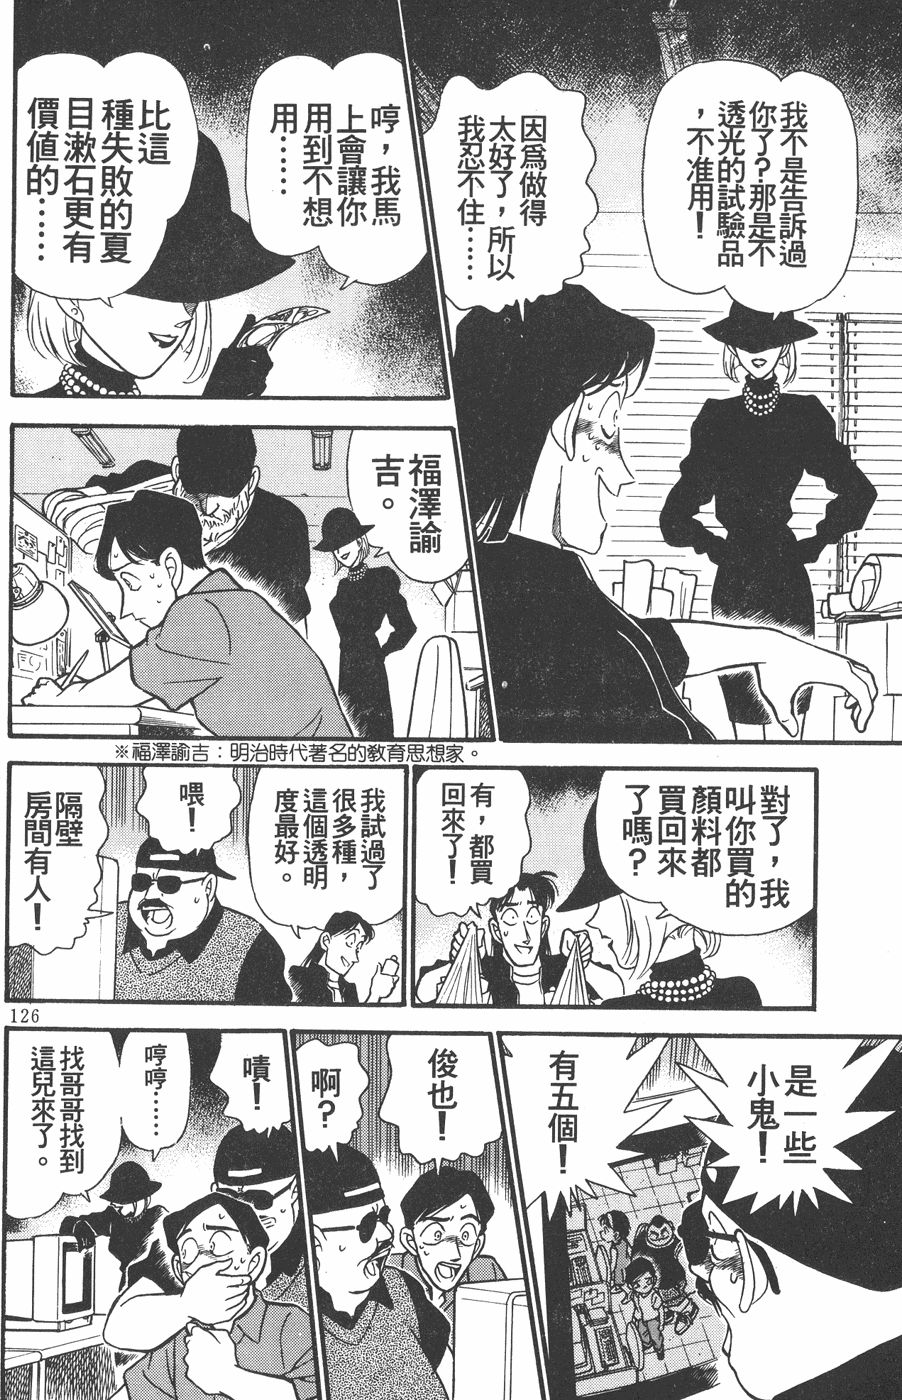 我不是告訴過
你了?那是不
透光的試驗品
，不准用！
因爲做得
太好了，所以
我忍不住……
哼，我馬
上會讓你
用到不想
用……
比這
種失敗的夏
目漱石更有
價值的……
福澤諭
吉。
※福澤諭吉：明治時代著名的教育思想家。
對了，我
叫你買的
顏料都
買回來
了嗎？
有，都買
回來了！
我試過了
很多種，
這個透明
度最好。
喂！
隔壁
房間有人！
126
是一些
小鬼！
有五個！
俊也！
啊？
嘖！
哼哼……
找哥哥找到
這兒來了。